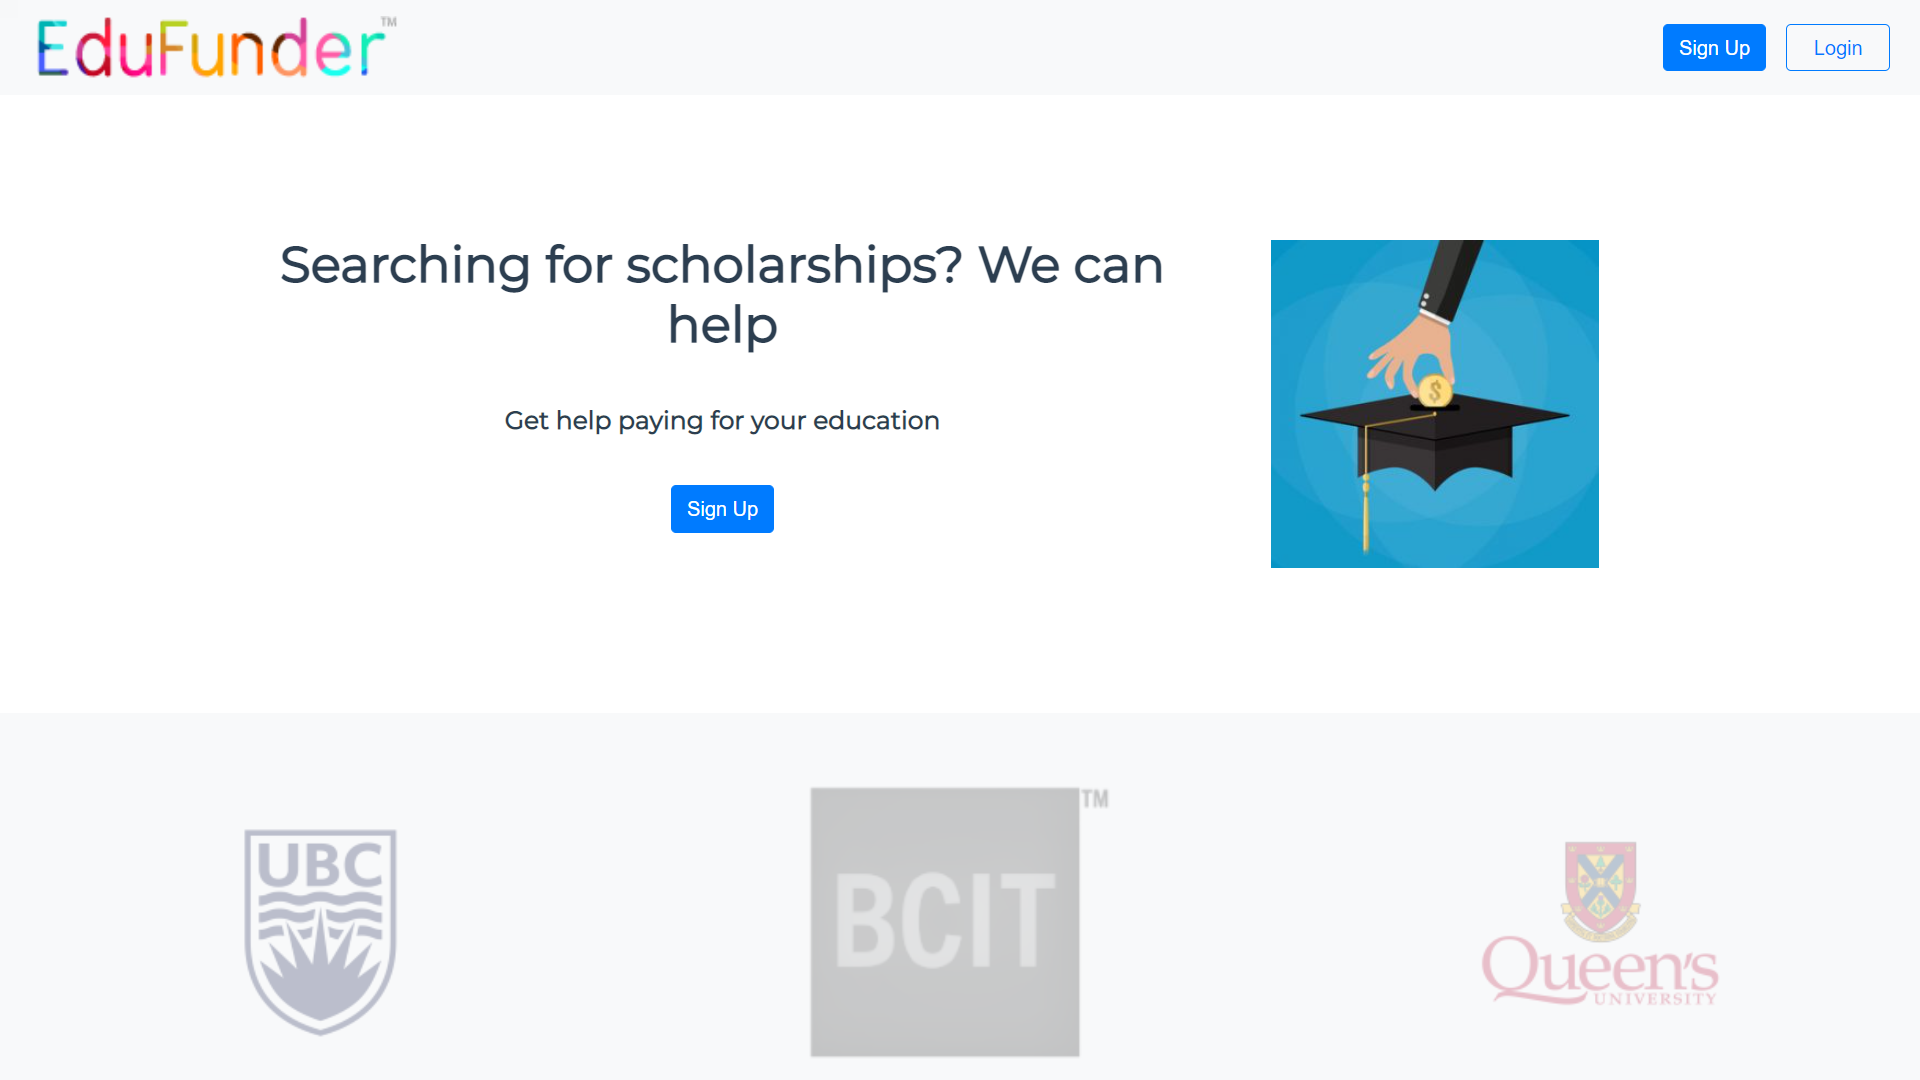 EduFunder™
Sign Up
Login
Searching for scholarships? We can
help
Get help paying for your education
Sign Up
$
UBC
BCIT™
Queen's
UNIVERSITY